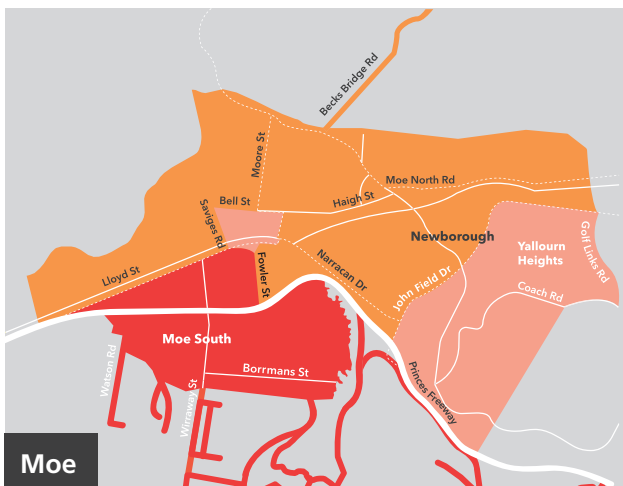 Becks Bridge Rd
Moore St
Moe North Rd
Bell St
Haigh St
Saviges Rd
Newborough
Golf Links Rd
Yallourn
Heights
Fowler St
Narracan Dr
John Field Dr
Lloyd St
Coach Rd
Moe South
Watson Rd
Borrmans St
Wirraway St
Princes Freeway
Moe